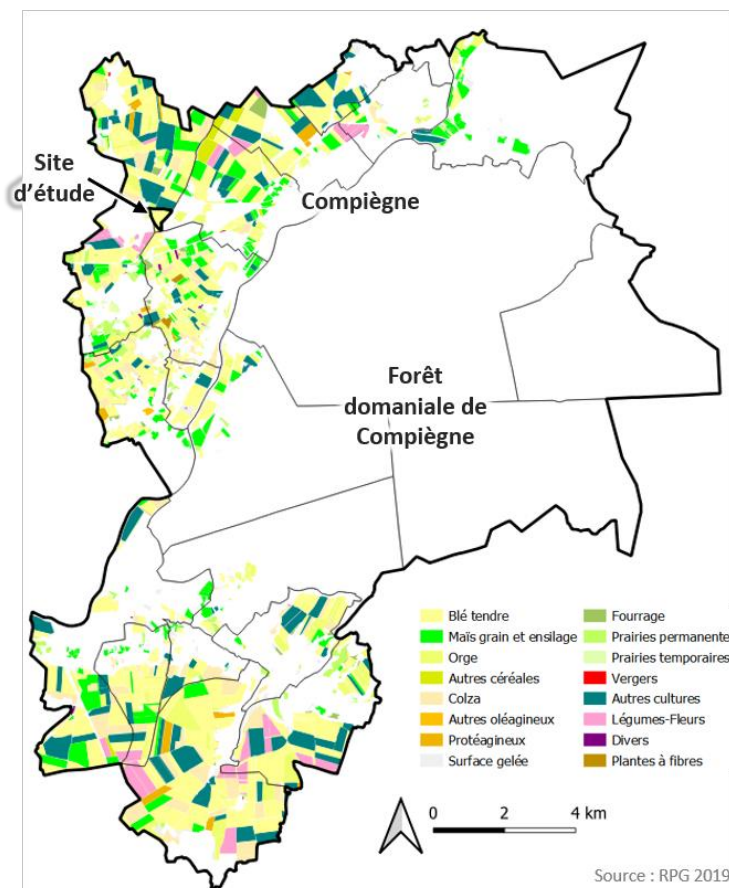 Site
d'étude
Compiègne
Forêt
domaniale de
Compiègne
Blé tendre
Maïs grain et ensilage
Orge
Autres céréales
Colza
Autres oléagineux
Protéagineux
Surface gelée
Fourrage
Prairies permanente
Prairies temporaires
Vergers
Autres cultures
Légumes-Fleurs
Divers
Plantes à fibres
0 2 4 km
Source : RPG 2019